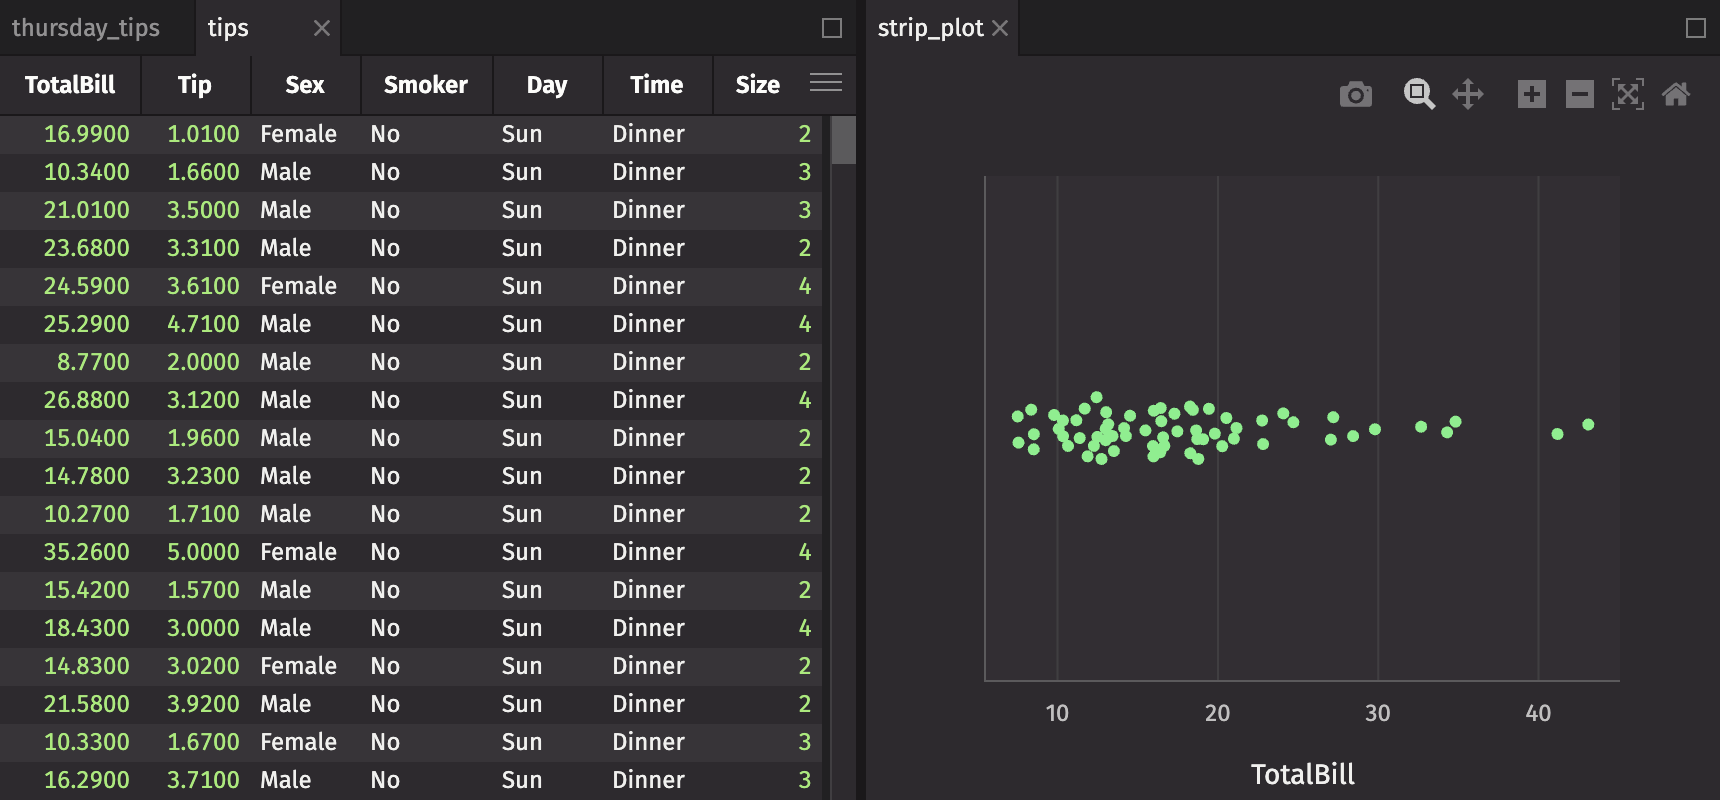 thursday_tips tips
TotalBill Tip Sex Smoker Day Time Size
16.9900 1.0100 Female No Sun Dinner 2
10.3400 1.6600 Male No Sun Dinner 3
21.0100 3.5000 Male No Sun Dinner 3
23.6800 3.3100 Male No Sun Dinner 2
24.5900 3.6100 Female No Sun Dinner 4
25.2900 4.7100 Male No Sun Dinner 4
8.7700 2.0000 Male No Sun Dinner 2
26.8800 3.1200 Male No Sun Dinner 4
15.0400 1.9600 Male No Sun Dinner 2
14.7800 3.2300 Male No Sun Dinner 2
10.2700 1.7100 Male No Sun Dinner 2
35.2600 5.0000 Female No Sun Dinner 4
15.4200 1.5700 Male No Sun Dinner 2
18.4300 3.0000 Male No Sun Dinner 4
14.8300 3.0200 Female No Sun Dinner 2
21.5800 3.9200 Male No Sun Dinner 2
10.3300 1.6700 Female No Sun Dinner 3
16.2900 3.7100 Male No Sun Dinner 3
strip_plot
10 20 30 40
TotalBill